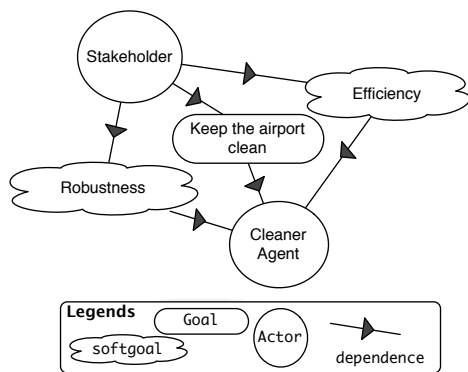 Stakeholder
Efficiency
Keep the airport
clean
Robustness
Cleaner
Agent
Legends
Goal
softgoal
Actor
dependence